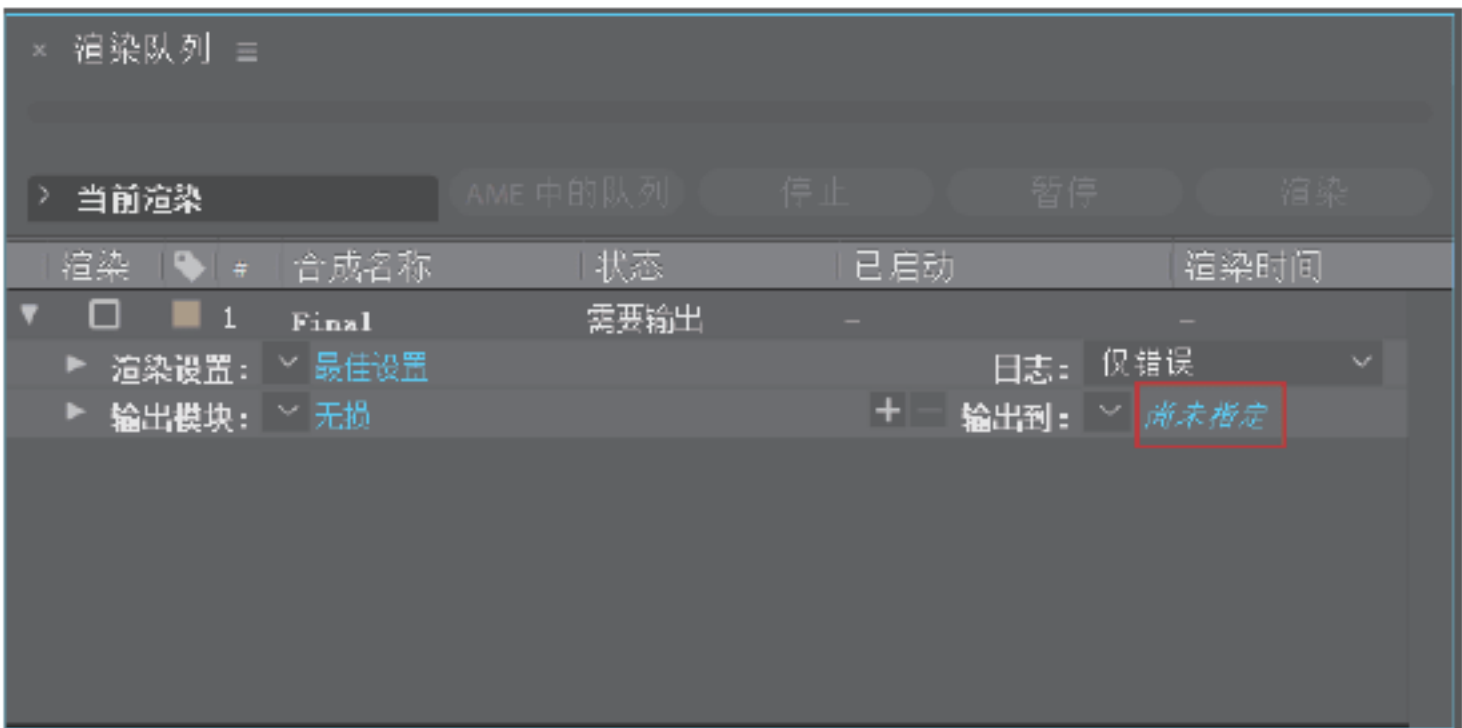 × 渲染队列 ≡
> 当前渲染 AME 中的队列 停止 暂停 渲染
渲染 # 合成名称 状态 已启动 渲染时间
1 Final 需要输出 - -
渲染设置: 最佳设置 日志: 仅错误
输出模块: 无损 + - 输出到: 尚未指定